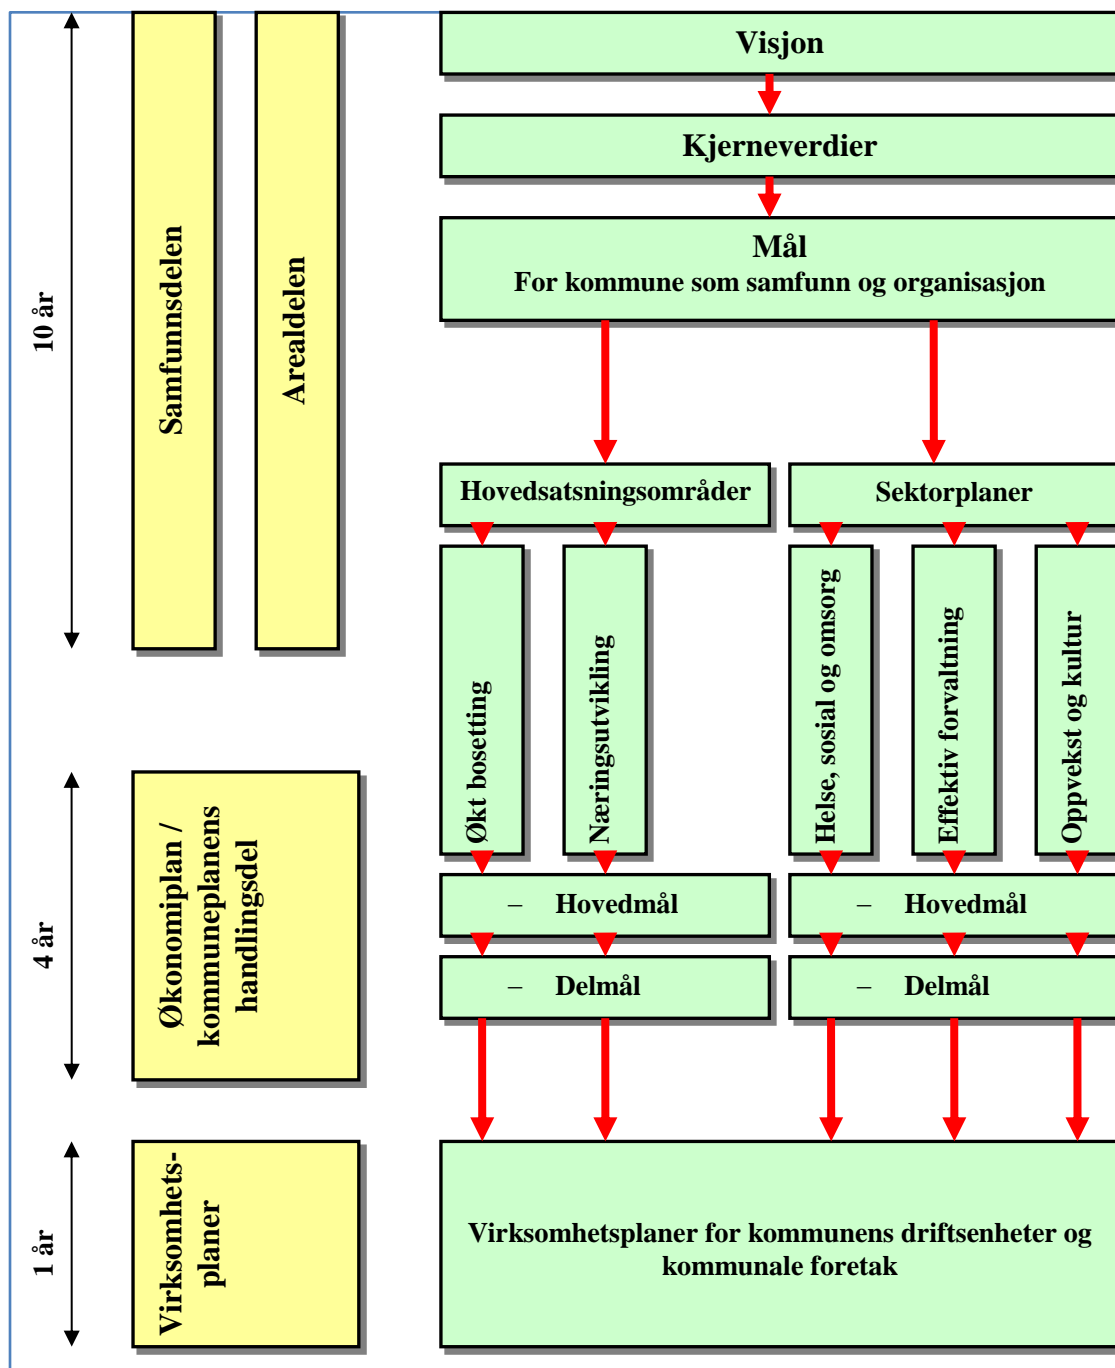 Visjon
Kjerneverdier
Mål
For kommune som samfunn og organisasjon
10 år
Samfunnsdelen
Arealdelen
Hovedsatsningsområder
Sektorplaner
Økt bosetting
Næringsutvikling
Helse, sosial og omsorg
Effektiv forvaltning
Oppvekst og kultur
4 år
Økonomiplan /
kommuneplanens
handlingsdel
– Hovedmål
– Hovedmål
– Delmål
– Delmål
1 år
Virksomhets-
planer
Virksomhetsplaner for kommunens driftsenheter og
kommunale foretak